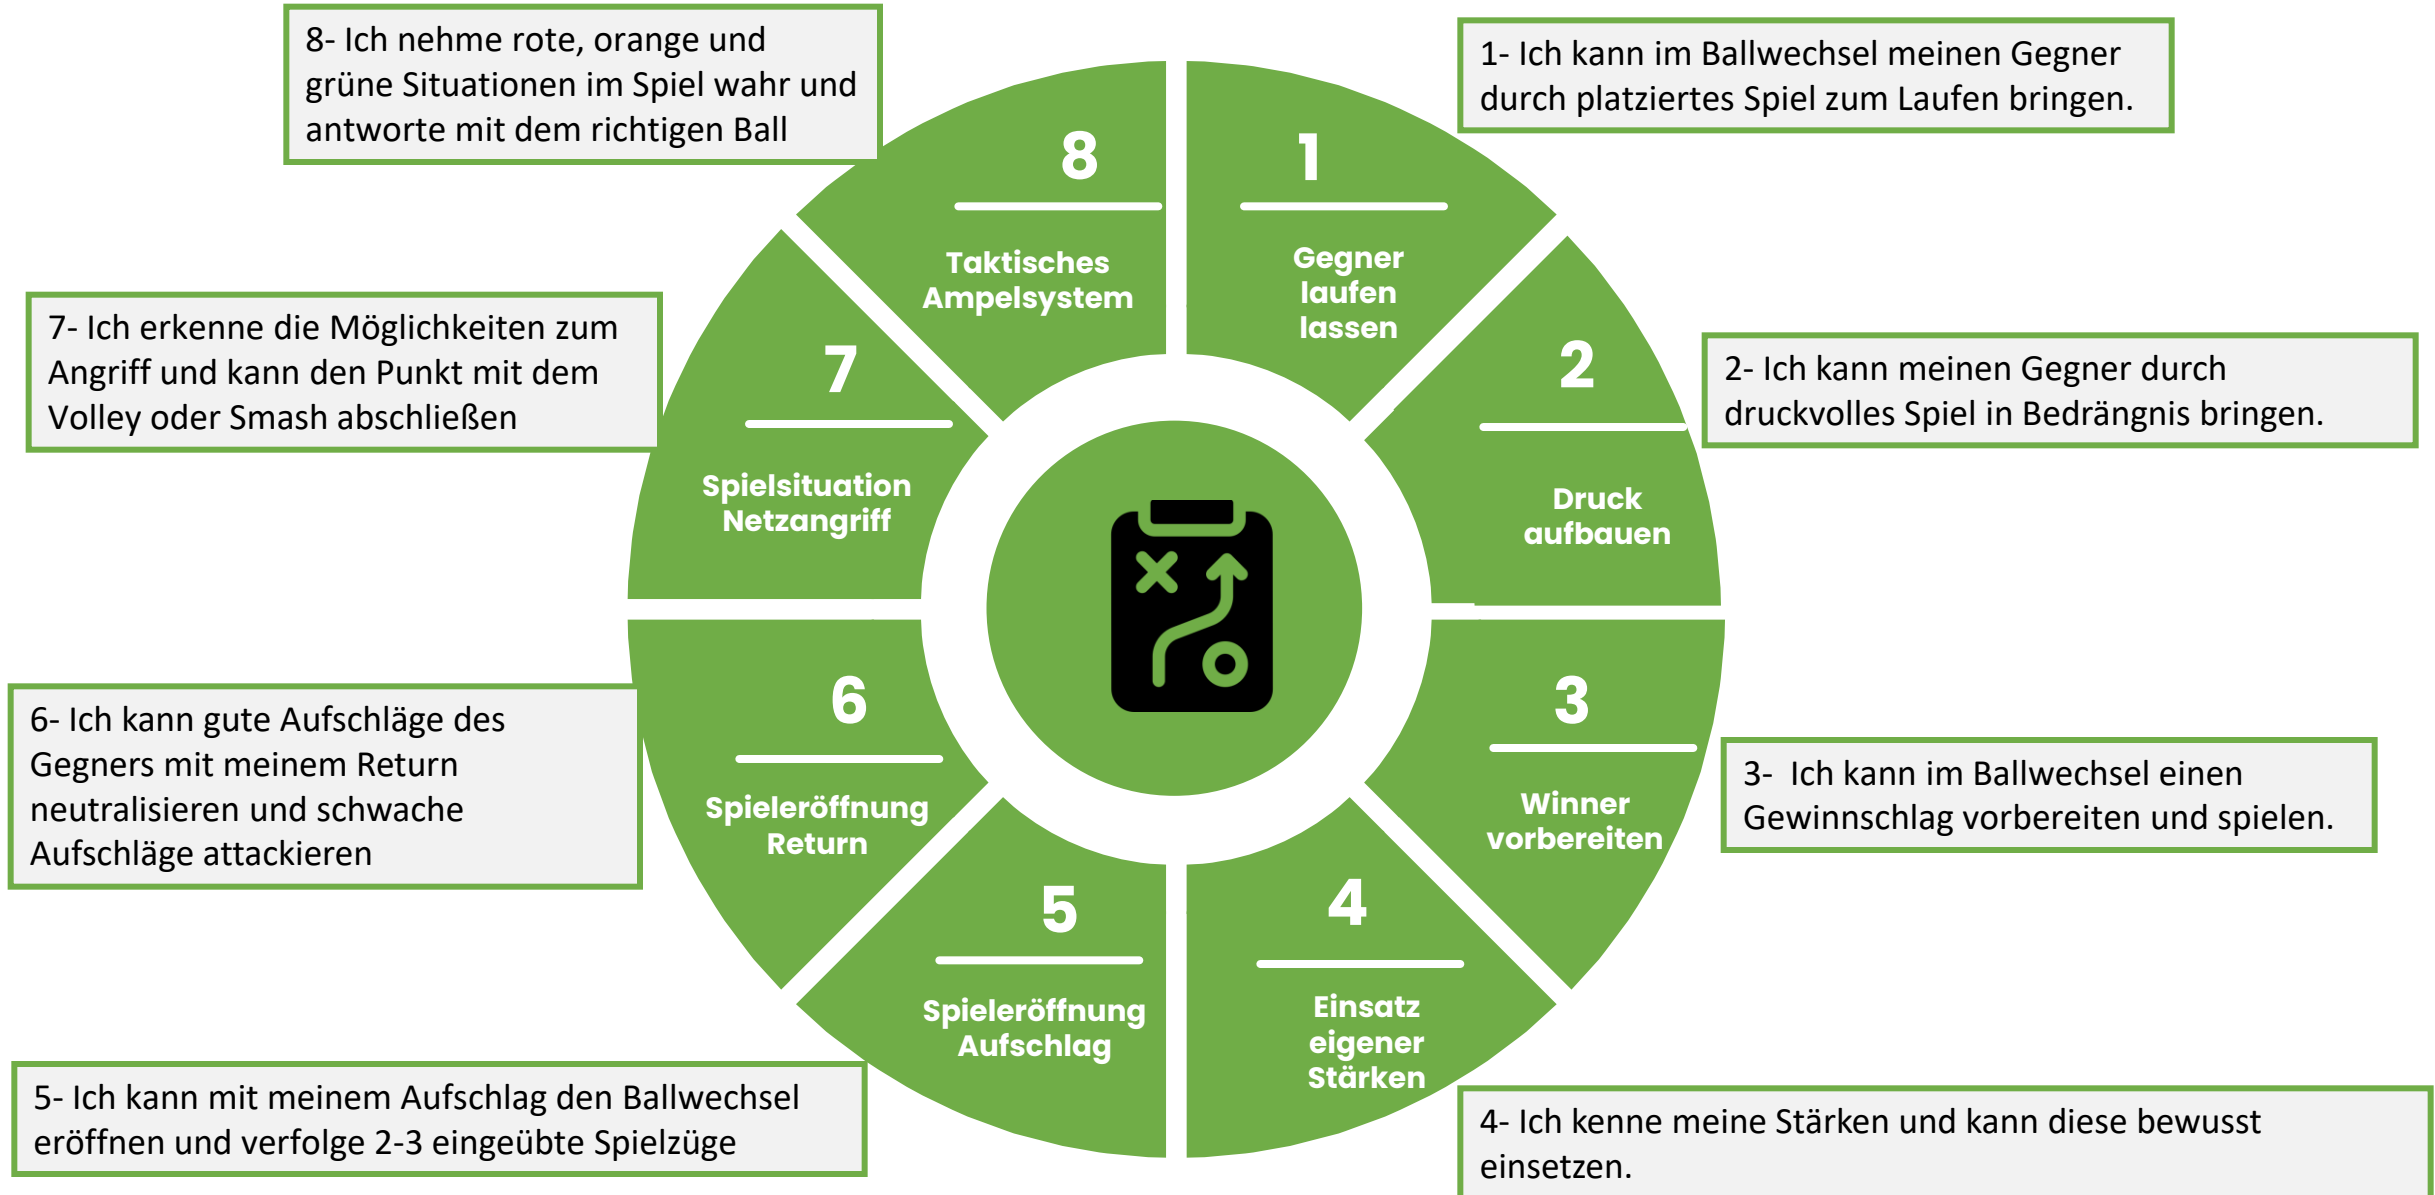 8- Ich nehme rote, orange und
grüne Situationen im Spiel wahr und
antworte mit dem richtigen Ball
1- Ich kann im Ballwechsel meinen Gegner
durch platziertes Spiel zum Laufen bringen.
8
Taktisches
Ampelsystem
1
Gegner
laufen
lassen
7- Ich erkenne die Möglichkeiten zum
Angriff und kann den Punkt mit dem
Volley oder Smash abschließen
7
Spielsituation
Netzangriff
2
Druck
aufbauen
2- Ich kann meinen Gegner durch
druckvolles Spiel in Bedrängnis bringen.
6- Ich kann gute Aufschläge des
Gegners mit meinem Return
neutralisieren und schwache
Aufschläge attackieren
6
Spieleröffnung
Return
3
Winner
vorbereiten
3- Ich kann im Ballwechsel einen
Gewinnschlag vorbereiten und spielen.
5
Spieleröffnung
Aufschlag
4
Einsatz
eigener
Stärken
5- Ich kann mit meinem Aufschlag den Ballwechsel
eröffnen und verfolge 2-3 eingeübte Spielzüge
4- Ich kenne meine Stärken und kann diese bewusst
einsetzen.